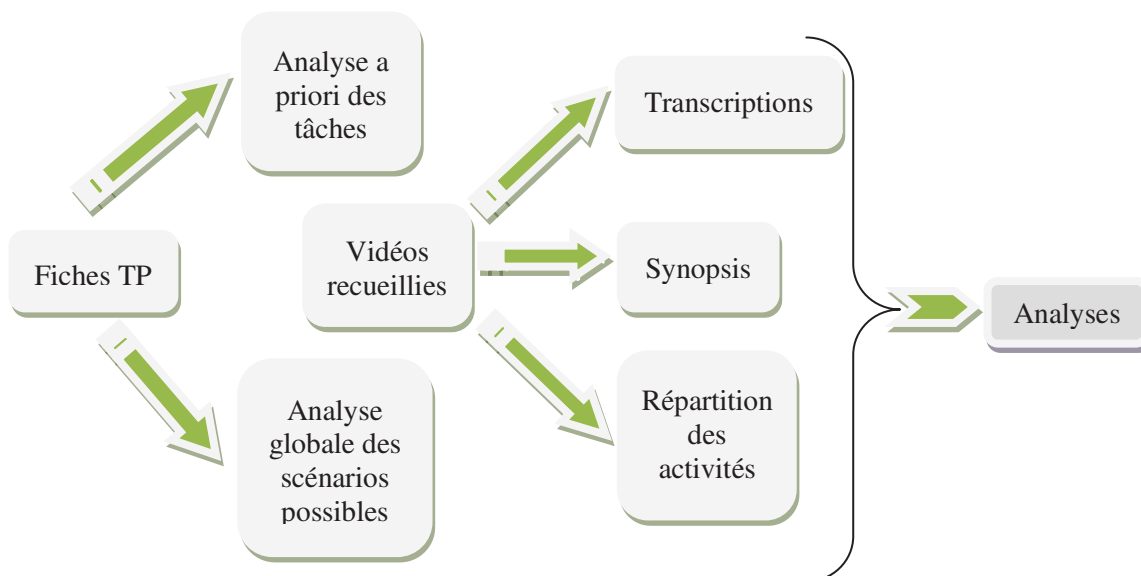 Analyse a
priori des
tâches
Transcriptions
Fiches TP
Vidéos
recueillies
Synopsis
Analyses
Analyse
globale des
scénarios
possibles
Répartition
des
activités